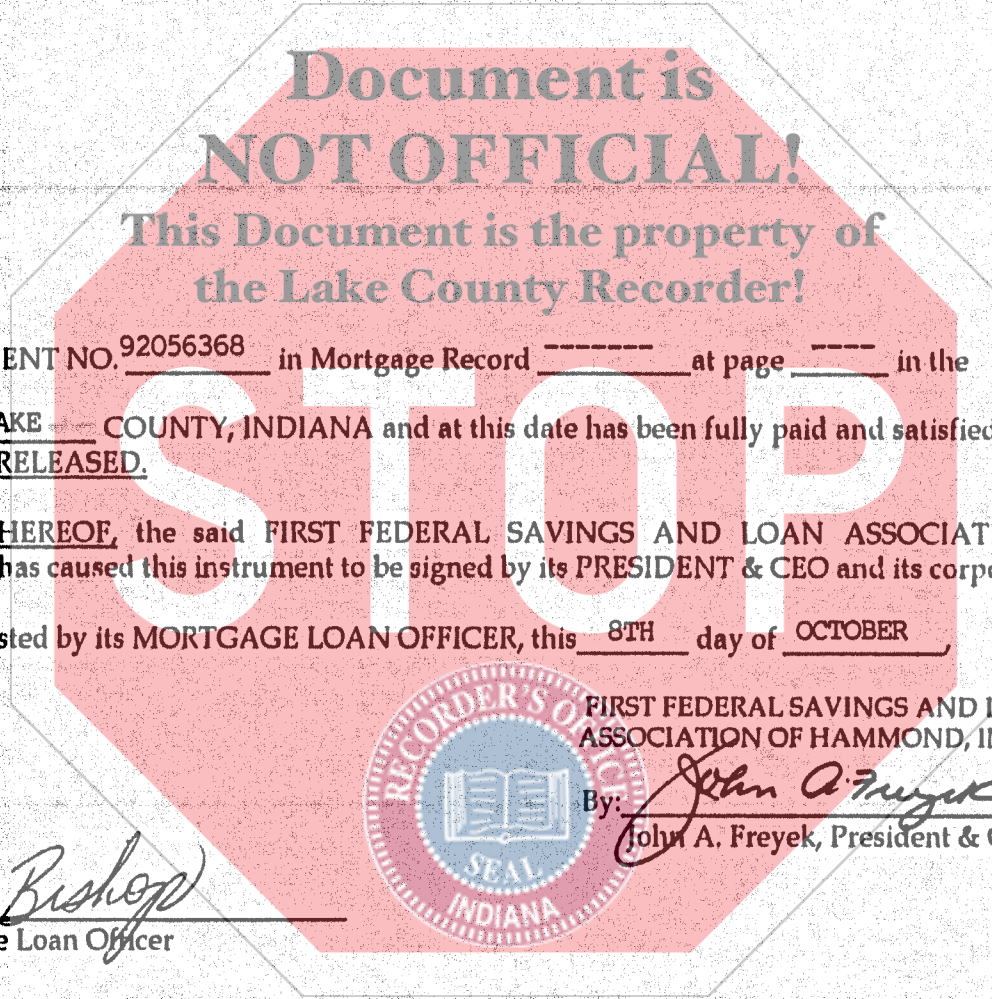 Document is
NOT OFFICIAL!
This Document is the property of
the Lake County Recorder!
ENT NO. 92056368 in Mortgage Record ------- at page ---- in the
AKE COUNTY, INDIANA and at this date has been fully paid and satisfied
RELEASED.
STOP
HEREOF, the said FIRST FEDERAL SAVINGS AND LOAN ASSOCIAT
has caused this instrument to be signed by its PRESIDENT & CEO and its corp
sted by its MORTGAGE LOAN OFFICER, this 8TH day of OCTOBER,
FIRST FEDERAL SAVINGS AND
ASSOCIATION OF HAMMOND, I
By: John A. Freyek
John A. Freyek, President &
RECORDER'S OFFICE
SEAL
INDIANA
Bishop
e Loan Officer